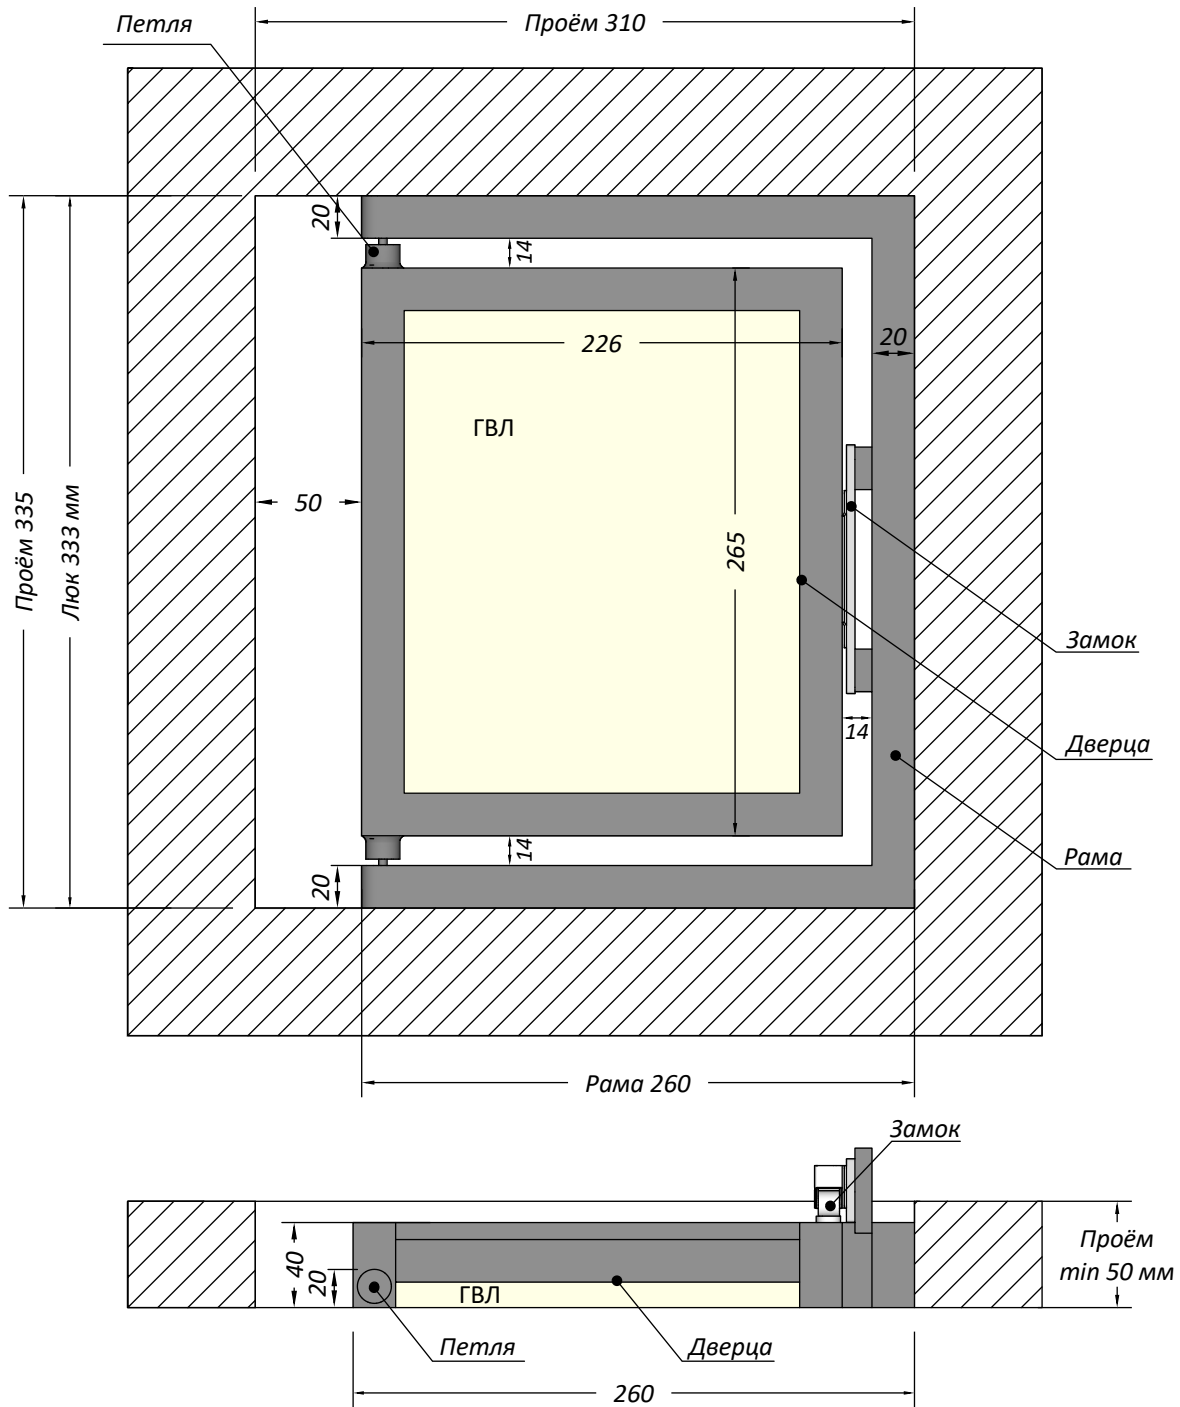 Петля
Проём 310
20
14
226
20
ГВЛ
50
Проём 335
Люк 333 мм
265
Замок
14
Дверца
14
20
Рама
Рама 260
Замок
40
20
ГВЛ
Проём
min 50 мм
Петля
Дверца
260